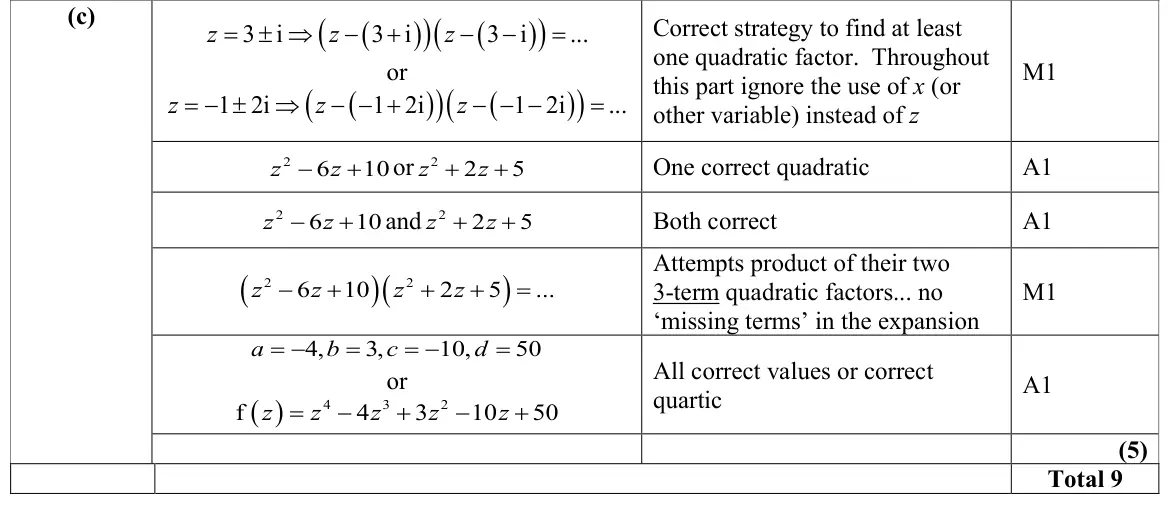 (c)
z = 3 ± i ⇒ (z − (3 + i))(z − (3 − i)) = ...
or
z = −1 ± 2i ⇒ (z − (−1 + 2i))(z − (−1 − 2i)) = ...
Correct strategy to find at least
one quadratic factor. Throughout
this part ignore the use of x (or
other variable) instead of z
M1
z² − 6z + 10 or z² + 2z + 5
One correct quadratic
A1
z² − 6z + 10 and z² + 2z + 5
Both correct
A1
(z² − 6z + 10)(z² + 2z + 5) = ...
Attempts product of their two
3-term quadratic factors... no
‘missing terms’ in the expansion
M1
a = −4, b = 3, c = −10, d = 50
or
f(z) = z⁴ − 4z³ + 3z² − 10z + 50
All correct values or correct
quartic
A1
(5)
Total 9